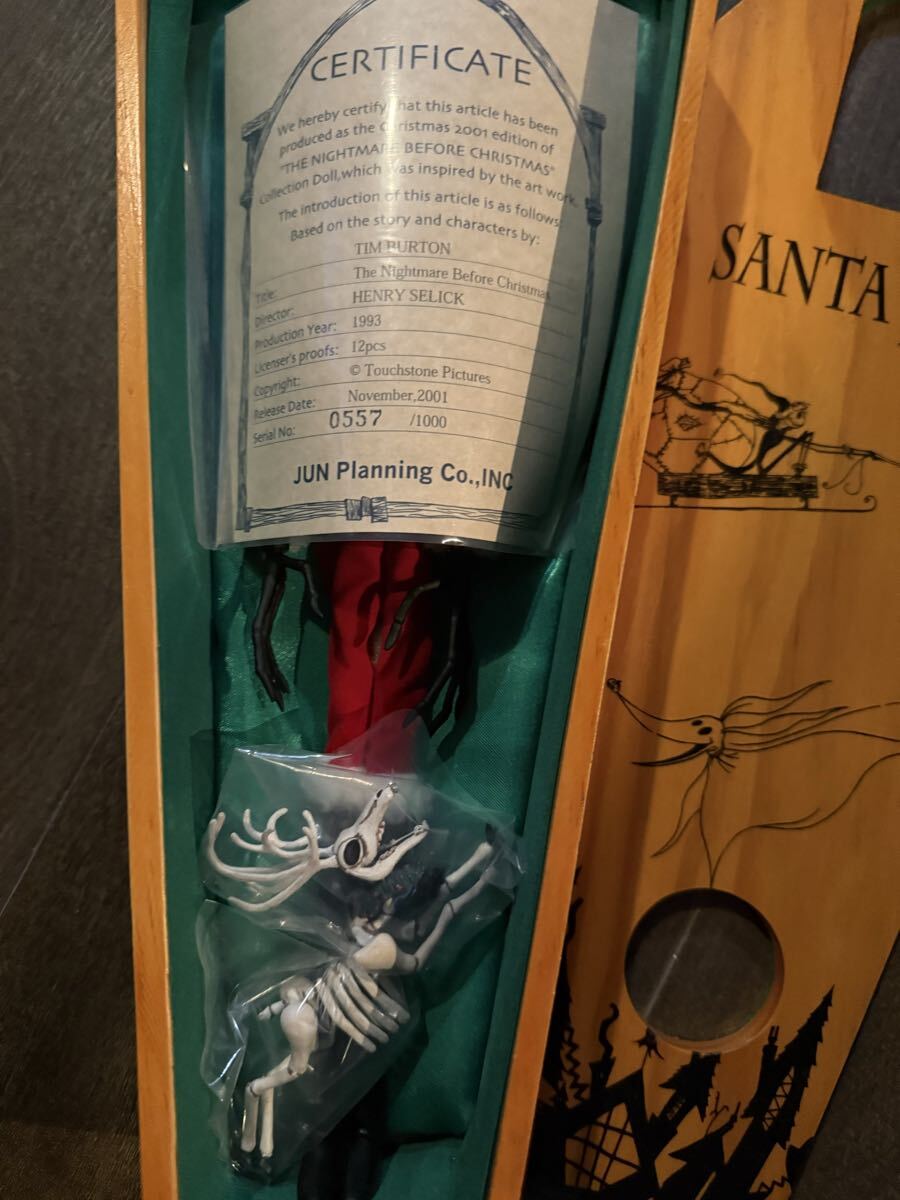 CERTIFICATE
We hereby certify that this article has been
produced as the Christmas 2001 edition of
"THE NIGHTMARE BEFORE CHRISTMAS"
Collection Doll,which was inspired by the art work.
The introduction of this article is as follows:
Based on the story and characters by:
TIM BURTON
Title: The Nightmare Before Christmas
Director: HENRY SELICK
Production Year: 1993
Licenser's proofs: 12pcs
Copyright: © Touchstone Pictures
Release Date: November,2001
Serial No: 0557 /1000
JUN Planning Co.,INC
SANTA